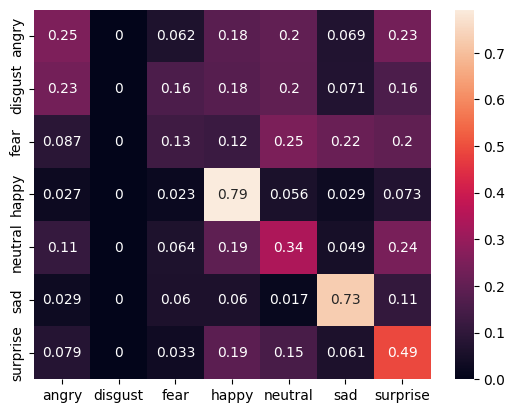 angry 0.25 0 0.062 0.18 0.2 0.069 0.23
disgust 0.23 0 0.16 0.18 0.2 0.071 0.16
fear 0.087 0 0.13 0.12 0.25 0.22 0.2
happy 0.027 0 0.023 0.79 0.056 0.029 0.073
neutral 0.11 0 0.064 0.19 0.34 0.049 0.24
sad 0.029 0 0.06 0.06 0.017 0.73 0.11
surprise 0.079 0 0.033 0.19 0.15 0.061 0.49
angry disgust fear happy neutral sad surprise
0.7
0.6
0.5
0.4
0.3
0.2
0.1
0.0